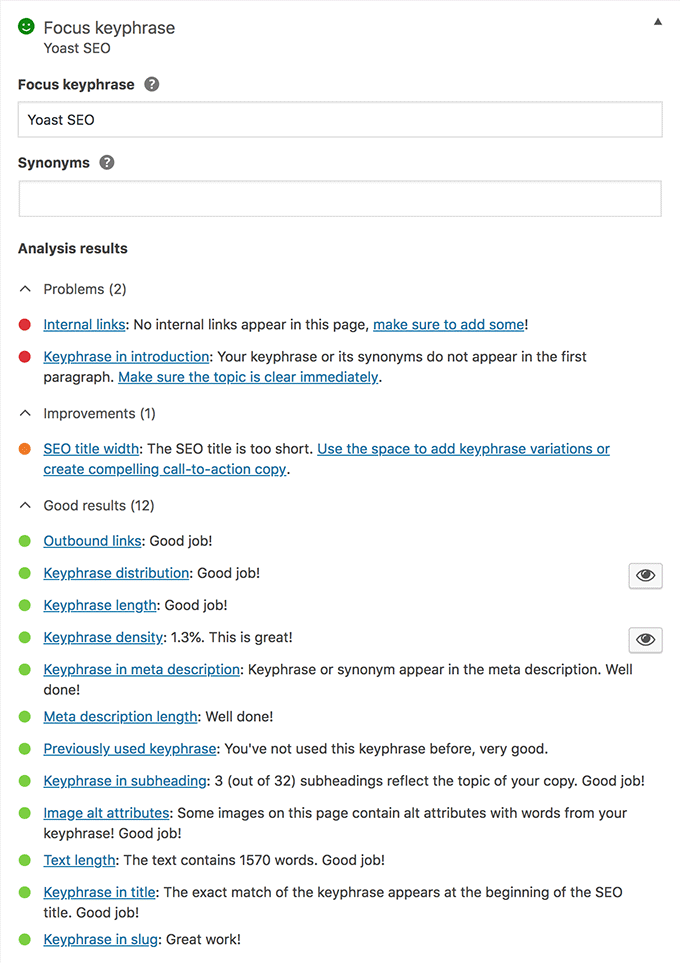 Focus keyphrase
Yoast SEO
Focus keyphrase ?
Yoast SEO
Synonyms ?
Analysis results
Problems (2)
Internal links: No internal links appear in this page, make sure to add some!
Keyphrase in introduction: Your keyphrase or its synonyms do not appear in the first
paragraph. Make sure the topic is clear immediately.
Improvements (1)
SEO title width: The SEO title is too short. Use the space to add keyphrase variations or
create compelling call-to-action copy.
Good results (12)
Outbound links: Good job!
Keyphrase distribution: Good job!
Keyphrase length: Good job!
Keyphrase density: 1.3%. This is great!
Keyphrase in meta description: Keyphrase or synonym appear in the meta description. Well
done!
Meta description length: Well done!
Previously used keyphrase: You've not used this keyphrase before, very good.
Keyphrase in subheading: 3 (out of 32) subheadings reflect the topic of your copy. Good job!
Image alt attributes: Some images on this page contain alt attributes with words from your
keyphrase! Good job!
Text length: The text contains 1570 words. Good job!
Keyphrase in title: The exact match of the keyphrase appears at the beginning of the SEO
title. Good job!
Keyphrase in slug: Great work!